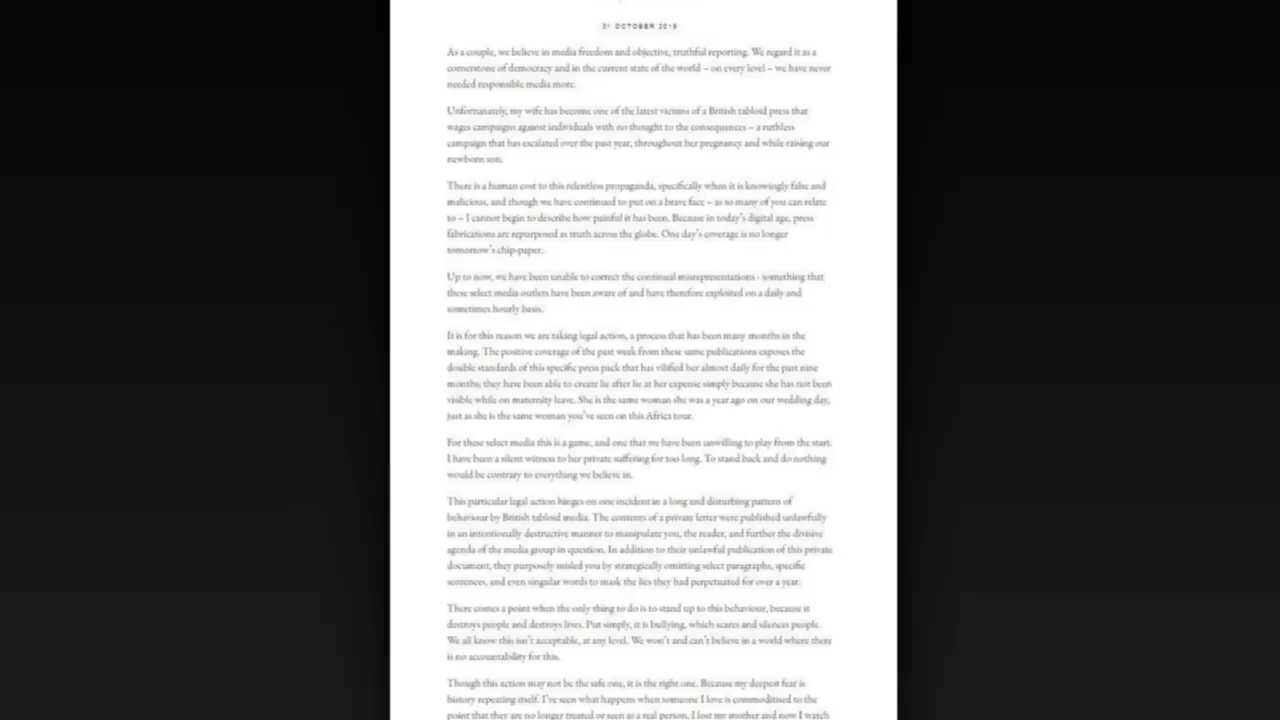 01 OCTOBER 2019
As a couple, we believe in media freedom and objective, truthful reporting. We regard it as a
cornerstone of democracy and in the current state of the world – on every level – we have never
needed responsible media more.
Unfortunately, my wife has become one of the latest victims of a British tabloid press that
wages campaigns against individuals with no thought to the consequences – a ruthless
campaign that has escalated over the past year, throughout her pregnancy and while raising our
newborn son.
There is a human cost to this relentless propaganda, specifically when it is knowingly false and
malicious, and though we have continued to put on a brave face – as so many of you can relate
to – I cannot begin to describe how painful it has been. Because in today's digital age, press
fabrications are repurposed as truth across the globe. One day's coverage is no longer
tomorrow's chip-paper.
Up to now, we have been unable to correct the continual misrepresentations - something that
these select media outlets have been aware of and have therefore exploited on a daily and
sometimes hourly basis.
It is for this reason we are taking legal action, a process that has been many months in the
making. The positive coverage of the past week from these same publications exposes the
double standards of this specific press pack that has vilified her almost daily for the past nine
months; they have been able to create lie after lie at her expense simply because she has not been
visible while on maternity leave. She is the same woman she was a year ago on our wedding day,
just as she is the same woman you've seen on this Africa tour.
For these select media this is a game, and one that we have been unwilling to play from the start.
I have been a silent witness to her private suffering for too long. To stand back and do nothing
would be contrary to everything we believe in.
This particular legal action hinges on one incident in a long and disturbing pattern of
behaviour by British tabloid media. The contents of a private letter were published unlawfully
in an intentionally destructive manner to manipulate you, the reader, and further the divisive
agenda of the media group in question. In addition to their unlawful publication of this private
document, they purposely misled you by strategically omitting select paragraphs, specific
sentences, and even singular words to mask the lies they had perpetuated for over a year.
There comes a point when the only thing to do is to stand up to this behaviour, because it
destroys people and destroys lives. Put simply, it is bullying, which scares and silences people.
We all know this isn't acceptable, at any level. We won't and can't believe in a world where there
is no accountability for this.
Though this action may not be the safe one, it is the right one. Because my deepest fear is
history repeating itself. I've seen what happens when someone I love is commoditised to the
point that they are no longer treated or seen as a real person. I lost my mother and now I watch